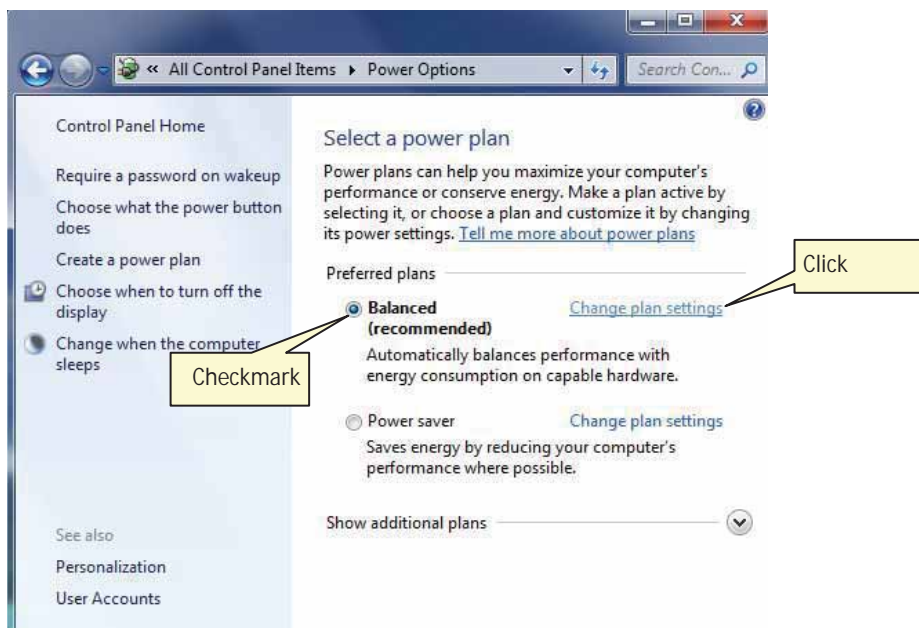 « All Control Panel Items ▸ Power Options
Search Con...
Control Panel Home
Require a password on wakeup
Choose what the power button
does
Create a power plan
Choose when to turn off the
display
Change when the computer
sleeps
See also
Personalization
User Accounts
Select a power plan
Power plans can help you maximize your computer's
performance or conserve energy. Make a plan active by
selecting it, or choose a plan and customize it by changing
its power settings. Tell me more about power plans
Preferred plans
Balanced Change plan settings
(recommended)
Automatically balances performance with
energy consumption on capable hardware.
Power saver Change plan settings
Saves energy by reducing your computer's
performance where possible.
Show additional plans
Click
Checkmark